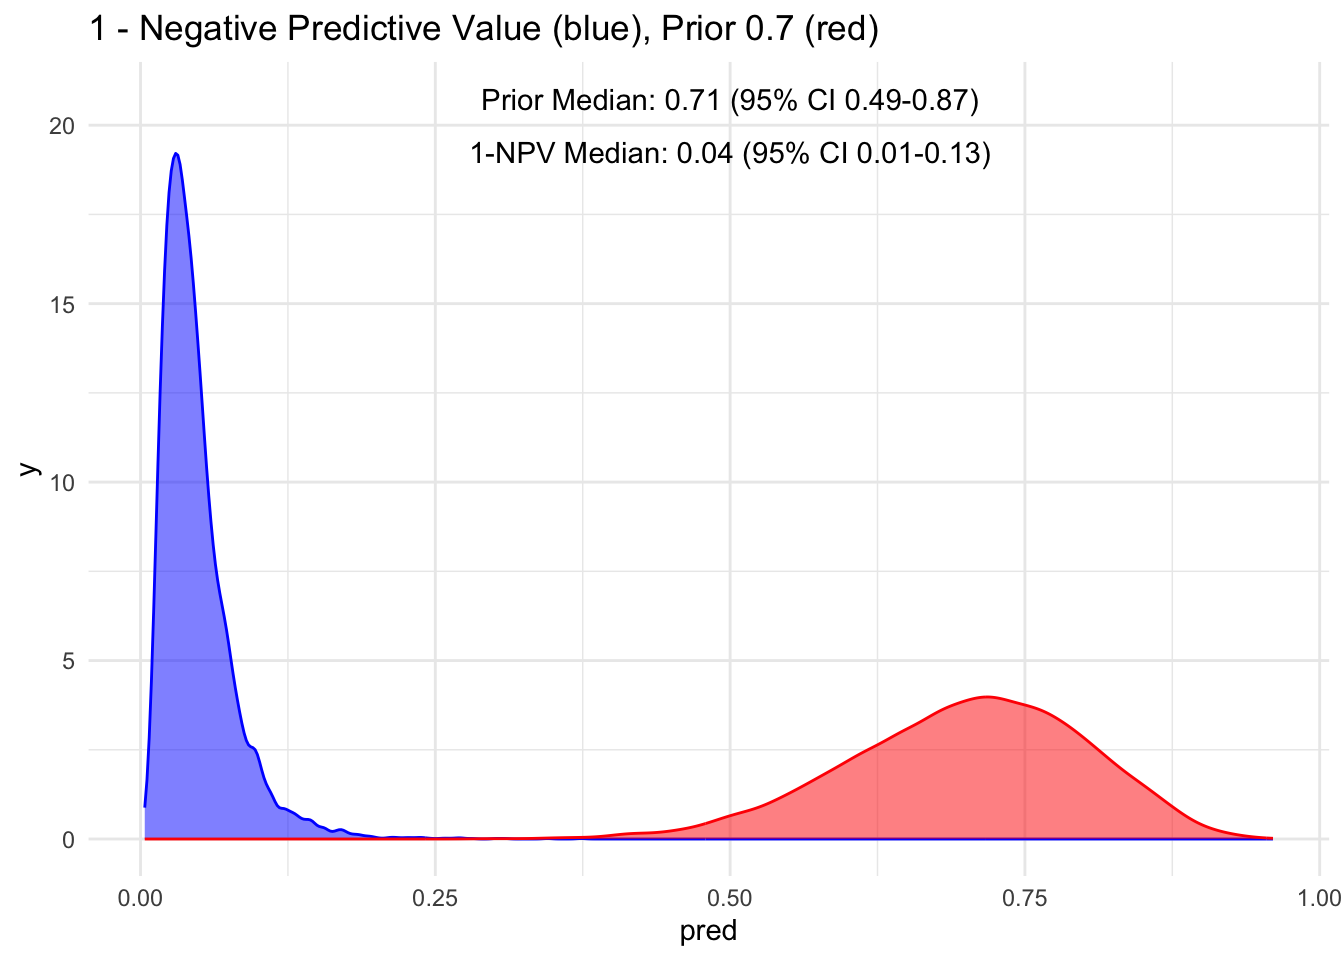 1 - Negative Predictive Value (blue), Prior 0.7 (red)
Prior Median: 0.71 (95% CI 0.49-0.87)
1-NPV Median: 0.04 (95% CI 0.01-0.13)
y
20
15
10
5
0
0.00 0.25 0.50 0.75 1.00
pred